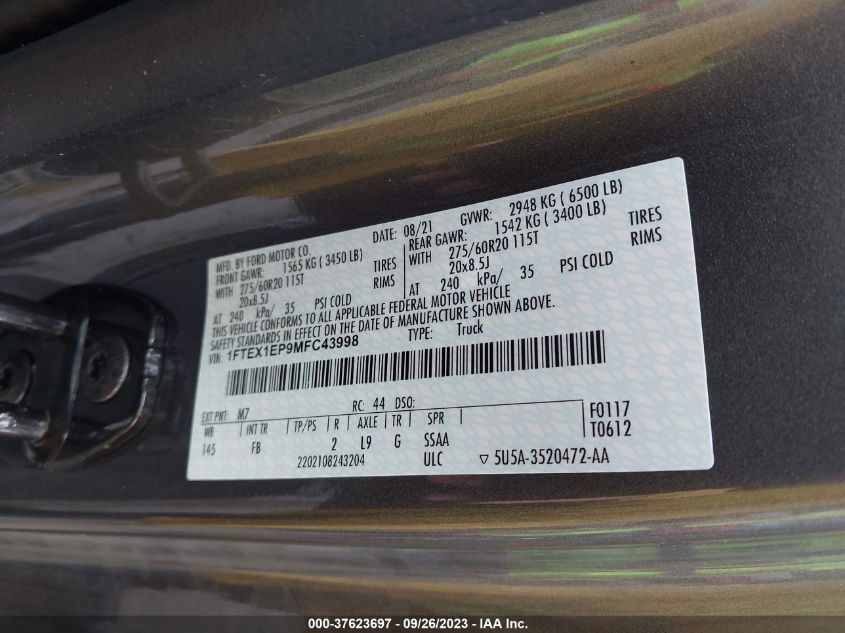 MFD. BY FORD MOTOR CO.
DATE: 08/21 GVWR: 2948 KG ( 6500 LB)
FRONT GAWR: 1565 KG ( 3450 LB)
REAR GAWR: 1542 KG ( 3400 LB)
WITH 275/60R20 115T TIRES
WITH 275/60R20 115T TIRES
20x8.5J RIMS
20x8.5J RIMS
AT 240 kPa/ 35 PSI COLD
AT 240 kPa/ 35 PSI COLD
THIS VEHICLE CONFORMS TO ALL APPLICABLE FEDERAL MOTOR VEHICLE
SAFETY STANDARDS IN EFFECT ON THE DATE OF MANUFACTURE SHOWN ABOVE.
VIN: 1FTEX1EP9MFC43998
TYPE: Truck
EXT PNT: M7 RC: 44 DSO:
WB INT TR TP/PS R AXLE TR SPR
145 FB 2 L9 G SSAA
2202108243204 ULC
F0117
T0612
▽ 5U5A-3520472-AA
000-37623697 - 09/26/2023 - IAA Inc.